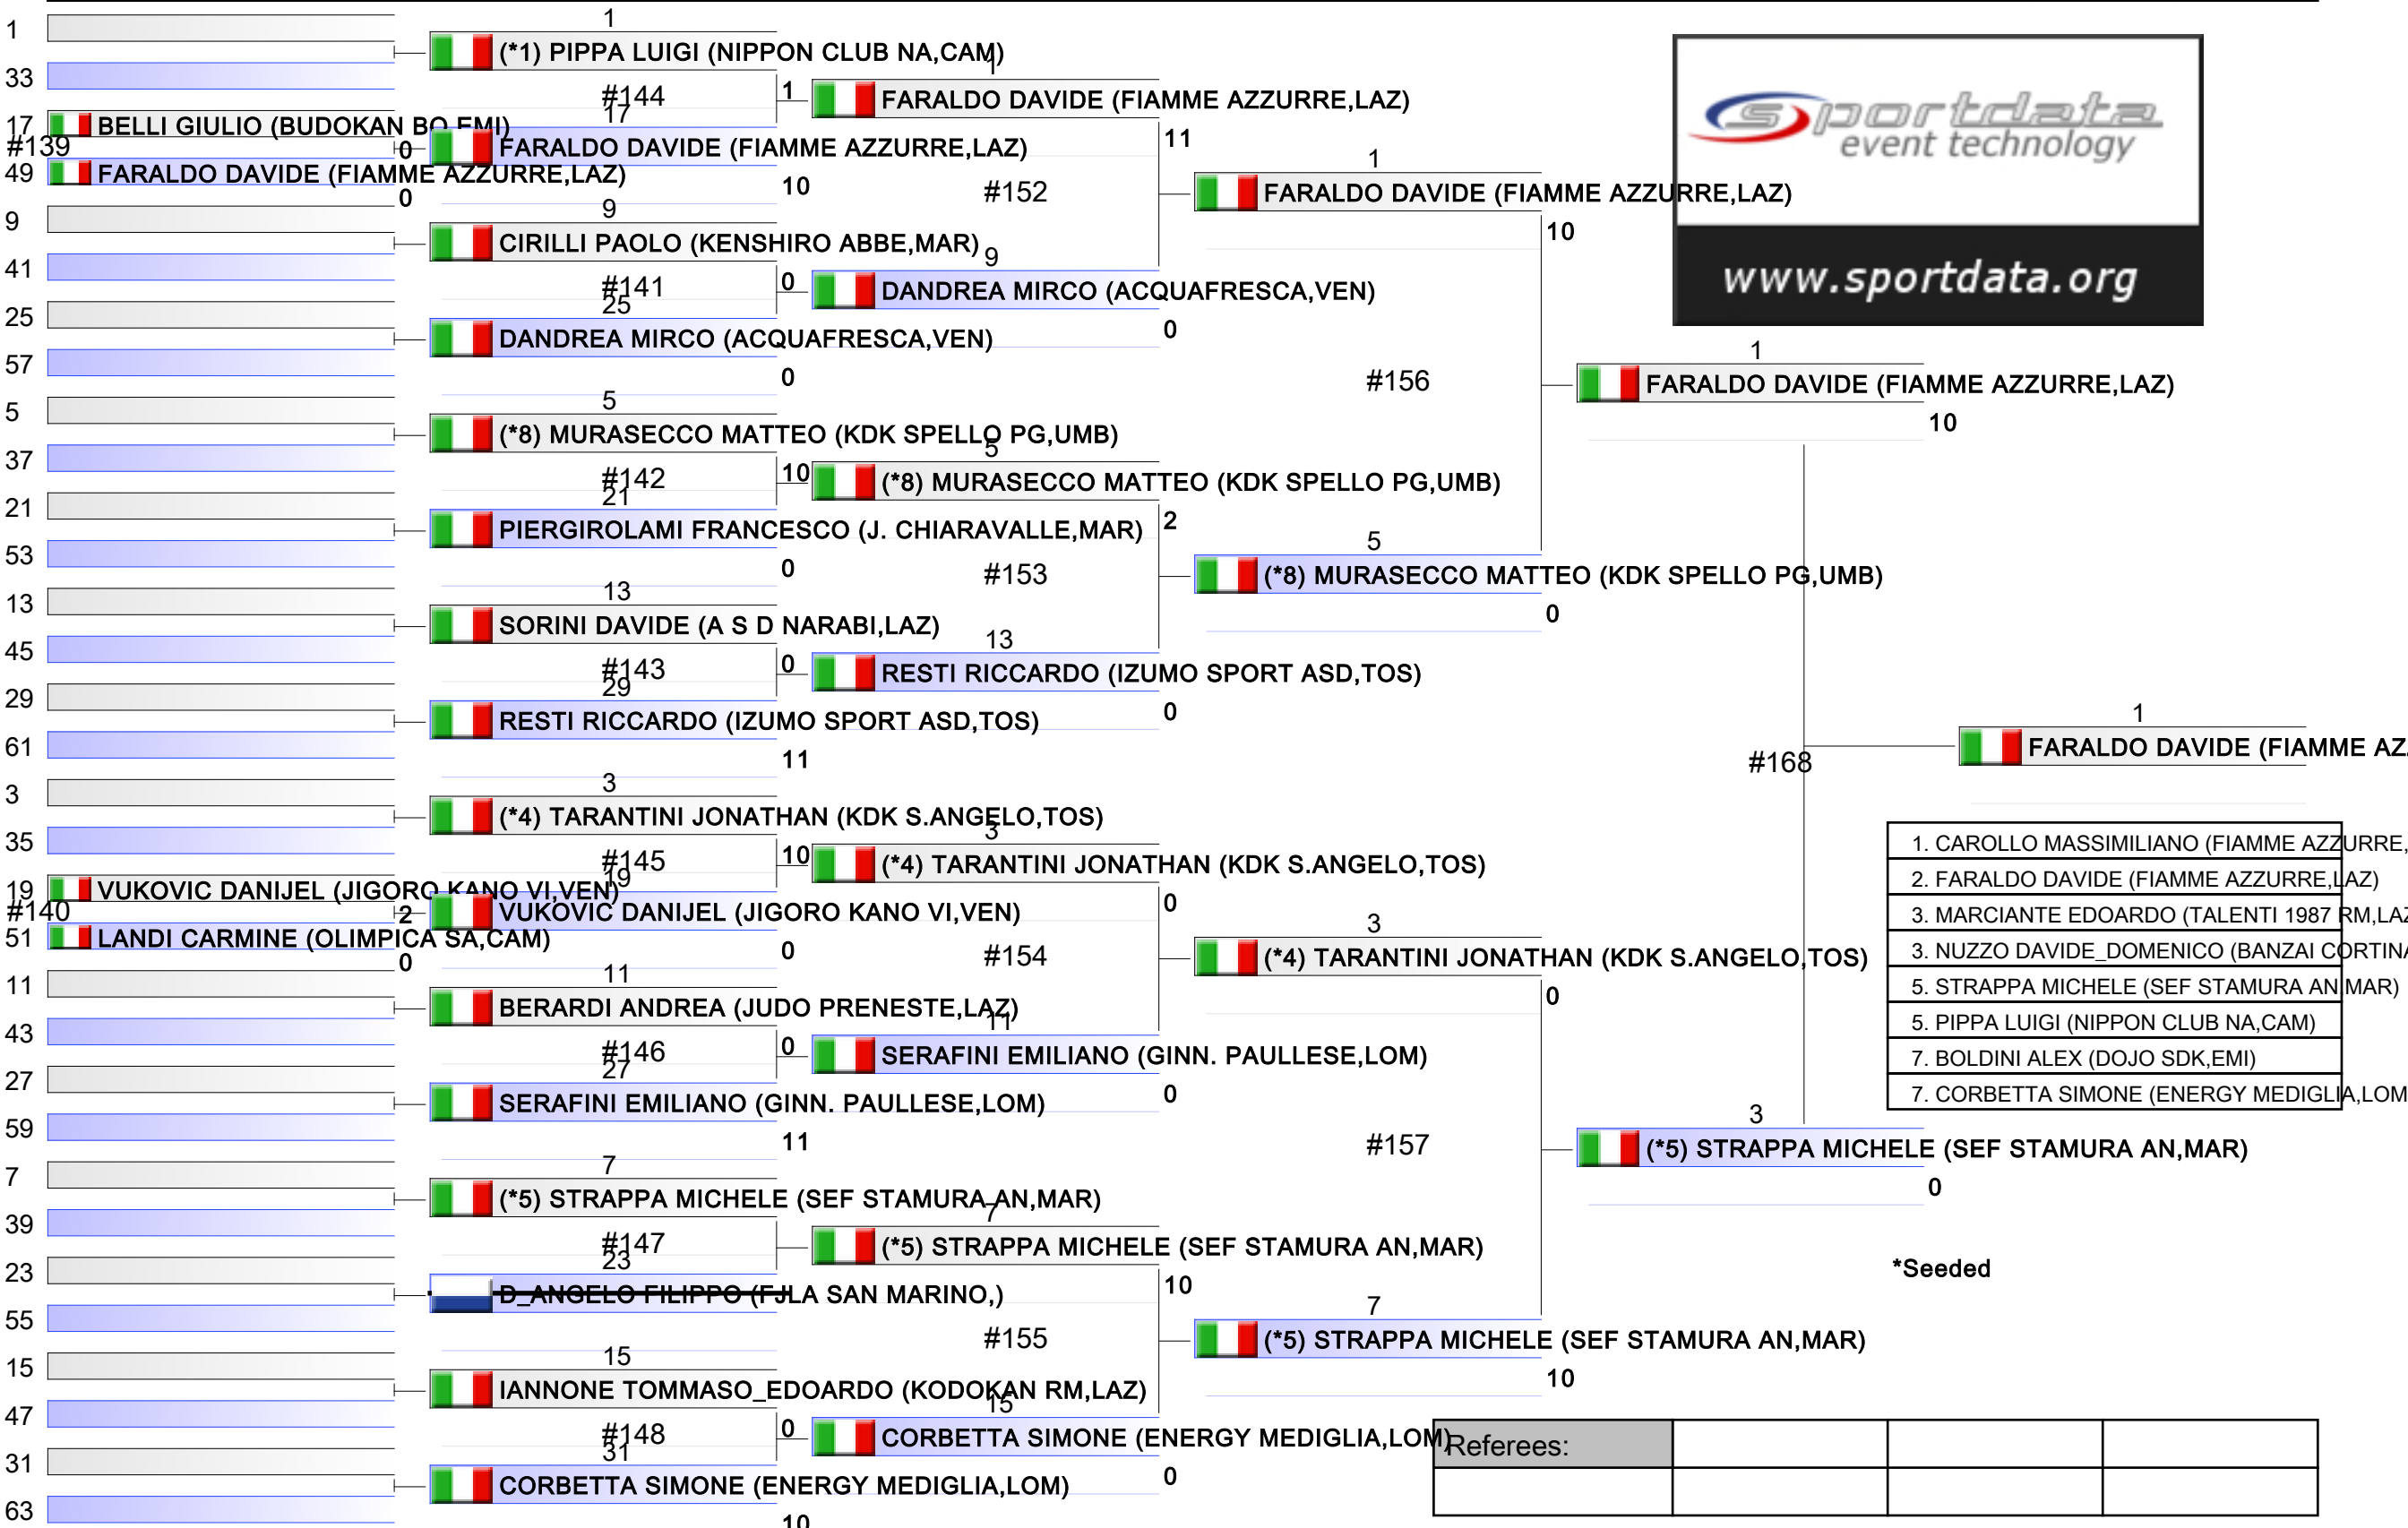 1
33
17 BELLI GIULIO (BUDOKAN BO,EMI)
#139
0
49 FARALDO DAVIDE (FIAMME AZZURRE,LAZ)
0
9
41
25
57
5
37
21
53
13
45
29
61
3
35
19 VUKOVIC DANIJEL (JIGORO KANO VI,VEN)
#140
2
51 LANDI CARMINE (OLIMPICA SA,CAM)
0
11
43
27
59
7
39
23
55
15
47
31
63
1
(*1) PIPPA LUIGI (NIPPON CLUB NA,CAM)
#144
1
17
FARALDO DAVIDE (FIAMME AZZURRE,LAZ)
10
9
CIRILLI PAOLO (KENSHIRO ABBE,MAR)
#141
0
25
DANDREA MIRCO (ACQUAFRESCA,VEN)
0
5
(*8) MURASECCO MATTEO (KDK SPELLO PG,UMB)
#142
10
21
PIERGIROLAMI FRANCESCO (J. CHIARAVALLE,MAR)
0
13
SORINI DAVIDE (A S D NARABI,LAZ)
#143
0
29
RESTI RICCARDO (IZUMO SPORT ASD,TOS)
11
3
(*4) TARANTINI JONATHAN (KDK S.ANGELO,TOS)
#145
10
19
VUKOVIC DANIJEL (JIGORO KANO VI,VEN)
0
11
BERARDI ANDREA (JUDO PRENESTE,LAZ)
#146
0
27
SERAFINI EMILIANO (GINN. PAULLESE,LOM)
11
7
(*5) STRAPPA MICHELE (SEF STAMURA AN,MAR)
#147
23
D_ANGELO FILIPPO (FJLA SAN MARINO,)
15
IANNONE TOMMASO_EDOARDO (KODOKAN RM,LAZ)
#148
0
31
CORBETTA SIMONE (ENERGY MEDIGLIA,LOM)
10
1
FARALDO DAVIDE (FIAMME AZZURRE,LAZ)
11
#152
9
DANDREA MIRCO (ACQUAFRESCA,VEN)
0
5
(*8) MURASECCO MATTEO (KDK SPELLO PG,UMB)
2
#153
13
RESTI RICCARDO (IZUMO SPORT ASD,TOS)
0
3
(*4) TARANTINI JONATHAN (KDK S.ANGELO,TOS)
0
#154
11
SERAFINI EMILIANO (GINN. PAULLESE,LOM)
0
7
(*5) STRAPPA MICHELE (SEF STAMURA AN,MAR)
10
#155
15
CORBETTA SIMONE (ENERGY MEDIGLIA,LOM)
0
1
FARALDO DAVIDE (FIAMME AZZURRE,LAZ)
10
#156
5
(*8) MURASECCO MATTEO (KDK SPELLO PG,UMB)
0
3
(*4) TARANTINI JONATHAN (KDK S.ANGELO,TOS)
0
#157
7
(*5) STRAPPA MICHELE (SEF STAMURA AN,MAR)
10
sportdata
event technology
www.sportdata.org
1
FARALDO DAVIDE (FIAMME AZZURRE,LAZ)
10
#168
3
(*5) STRAPPA MICHELE (SEF STAMURA AN,MAR)
0
1
FARALDO DAVIDE (FIAMME AZ
1. CAROLLO MASSIMILIANO (FIAMME AZZURRE,
2. FARALDO DAVIDE (FIAMME AZZURRE,LAZ)
3. MARCIANTE EDOARDO (TALENTI 1987 RM,LAZ
3. NUZZO DAVIDE_DOMENICO (BANZAI CORTINA
5. STRAPPA MICHELE (SEF STAMURA AN,MAR)
5. PIPPA LUIGI (NIPPON CLUB NA,CAM)
7. BOLDINI ALEX (DOJO SDK,EMI)
7. CORBETTA SIMONE (ENERGY MEDIGLIA,LOM
*Seeded
Referees: